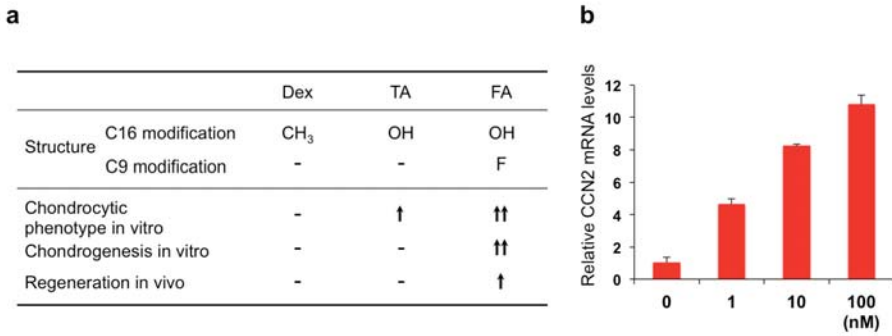 a
Dex TA FA
Structure
C16 modification CH₃ OH OH
C9 modification - - F
Chondrocytic
phenotype in vitro - ↑ ↑↑
Chondrogenesis in vitro - - ↑↑
Regeneration in vivo - - ↑
b
Relative CCN2 mRNA levels
12
10
8
6
4
2
0
0 1 10 100
(nM)